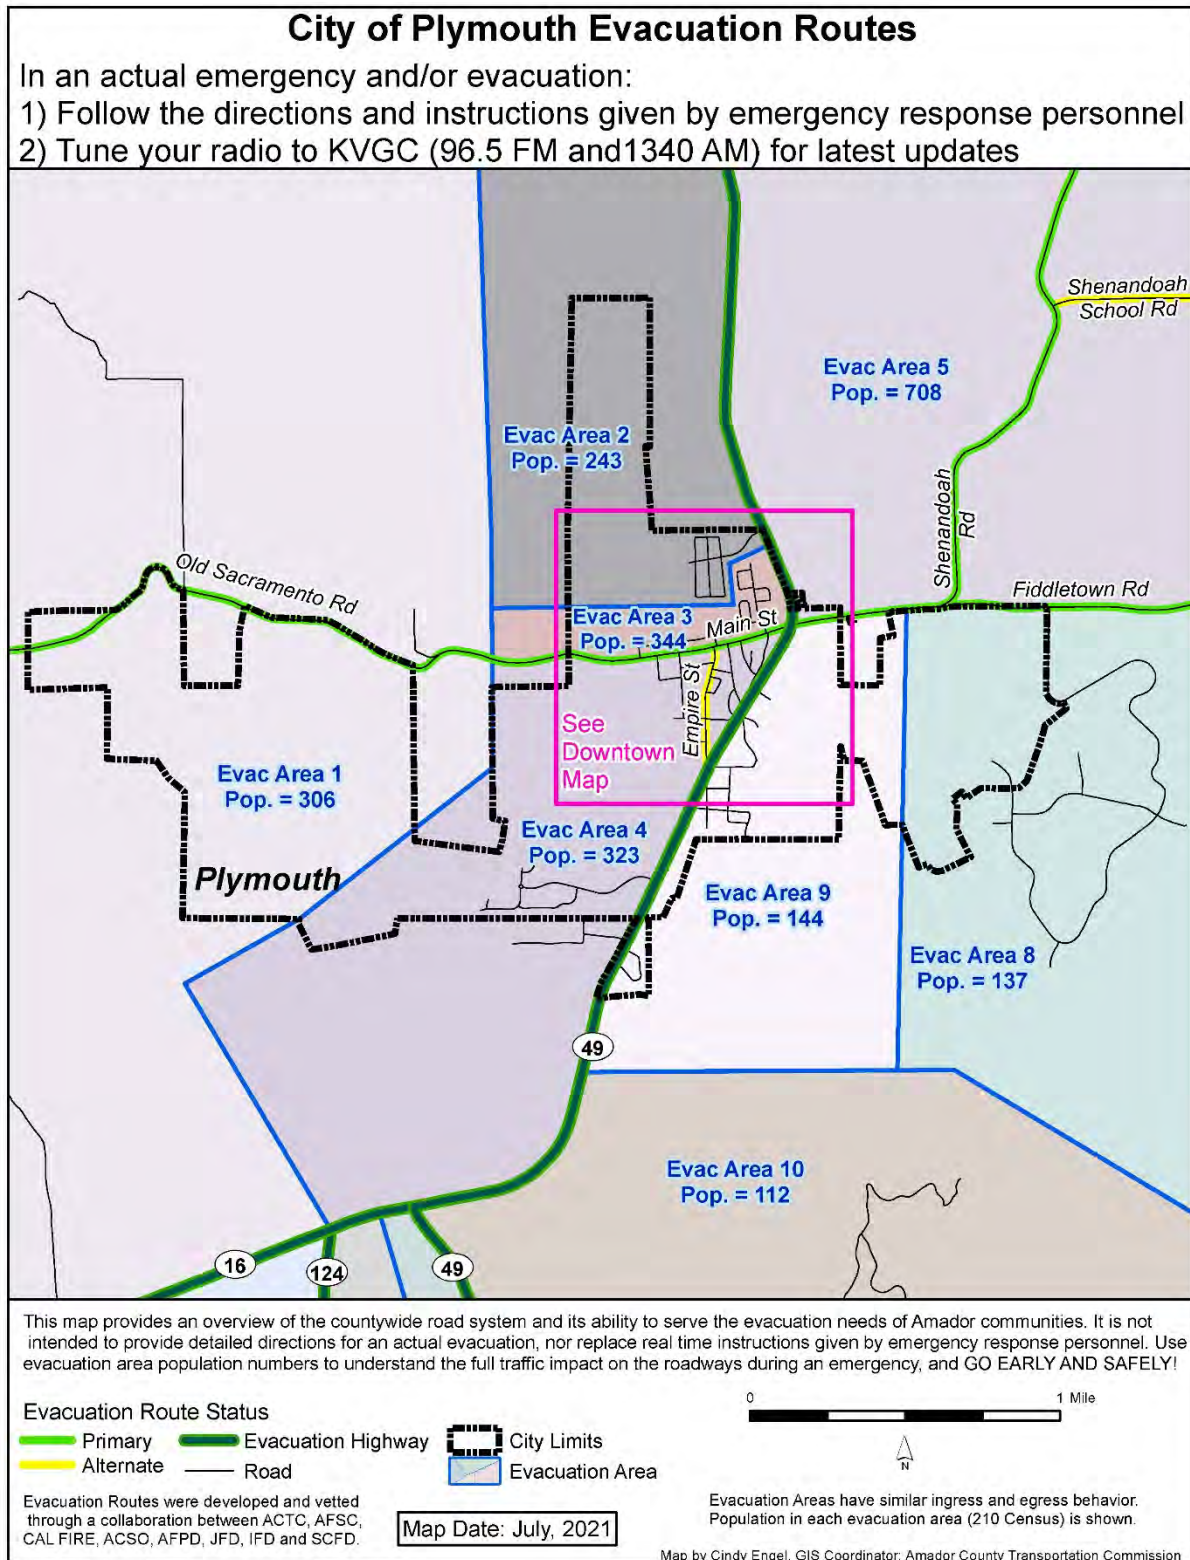 City of Plymouth Evacuation Routes
In an actual emergency and/or evacuation:
1) Follow the directions and instructions given by emergency response personnel
2) Tune your radio to KVGC (96.5 FM and1340 AM) for latest updates
Shenandoah
School Rd
Evac Area 5
Pop. = 708
Evac Area 2
Pop. = 243
Shenandoah
Rd
Old Sacramento Rd
Fiddletown Rd
Evac Area 3
Pop. = 344
Main St
Empire St
See
Downtown
Map
Evac Area 1
Pop. = 306
Evac Area 4
Pop. = 323
Plymouth
Evac Area 9
Pop. = 144
Evac Area 8
Pop. = 137
49
Evac Area 10
Pop. = 112
16
124
49
This map provides an overview of the countywide road system and its ability to serve the evacuation needs of Amador communities. It is not
intended to provide detailed directions for an actual evacuation, nor replace real time instructions given by emergency response personnel. Use
evacuation area population numbers to understand the full traffic impact on the roadways during an emergency, and GO EARLY AND SAFELY!
0 1 Mile
Evacuation Route Status
Primary
Evacuation Highway
City Limits
Alternate
Road
Evacuation Area
N
Evacuation Routes were developed and vetted
through a collaboration between ACTC, AFSC,
CAL FIRE, ACSO, AFPD, JFD, IFD and SCFD.
Map Date: July, 2021
Evacuation Areas have similar ingress and egress behavior.
Population in each evacuation area (210 Census) is shown.
Map by Cindy Engel, GIS Coordinator: Amador County Transportation Commission